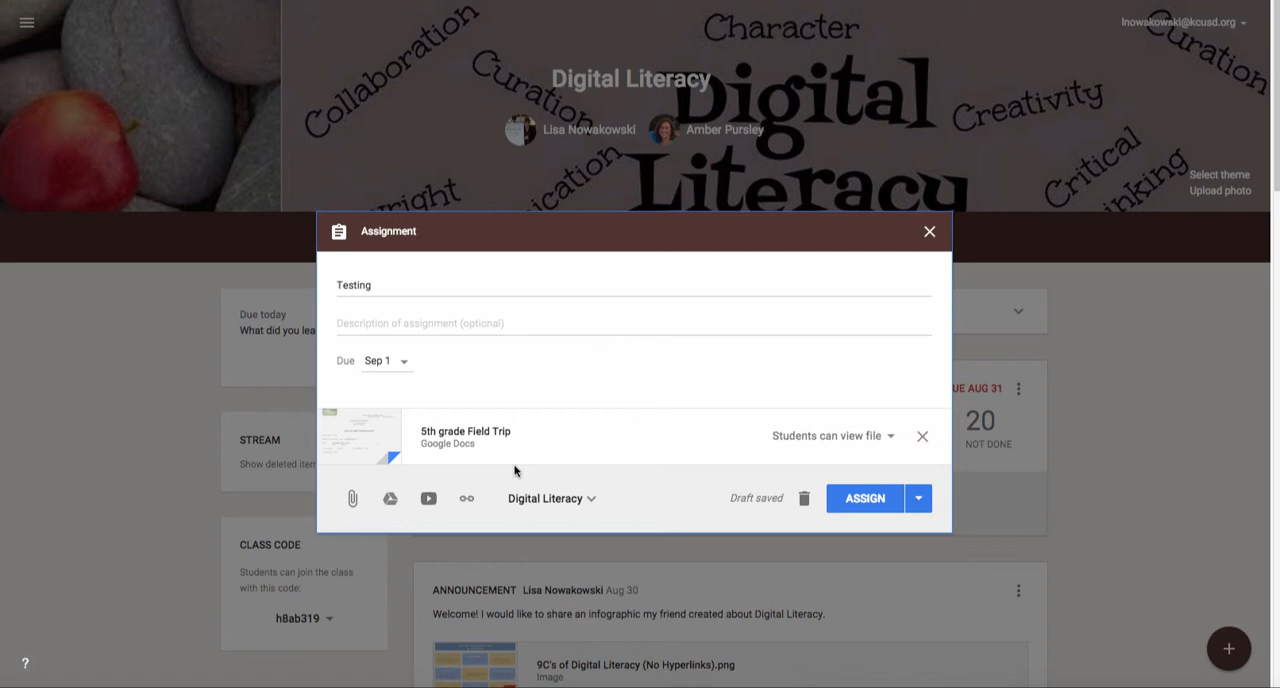 lnowakowski@kcusd.org
Collaboration
Curation
Character
Digital
Literacy
Creativity
Curation
Critical
Digital Literacy
Lisa Nowakowski
Amber Pursley
Select theme
Upload photo
Assignment
Testing
Description of assignment (optional)
Due Sep 1
5th grade Field Trip
Google Docs
Students can view file
Digital Literacy
Draft saved
ASSIGN
Due today
What did you lea
STREAM
Show deleted item
CLASS CODE
Students can join the class
with this code:
h8ab319
UE AUG 31
20
NOT DONE
ANNOUNCEMENT Lisa Nowakowski Aug 30
Welcome! I would like to share an infographic my friend created about Digital Literacy.
9C's of Digital Literacy (No Hyperlinks).png
Image
?